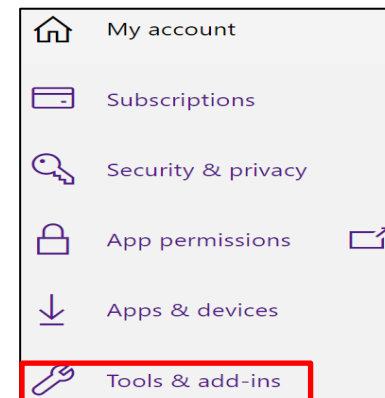 My account
Subscriptions
Security & privacy
App permissions
Apps & devices
Tools & add-ins